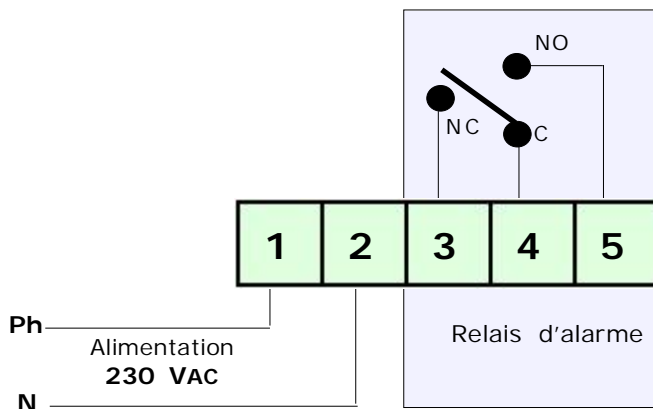 NO
NC
C
1 2 3 4 5
Ph
Alimentation
230 VAC
Relais d'alarme
N